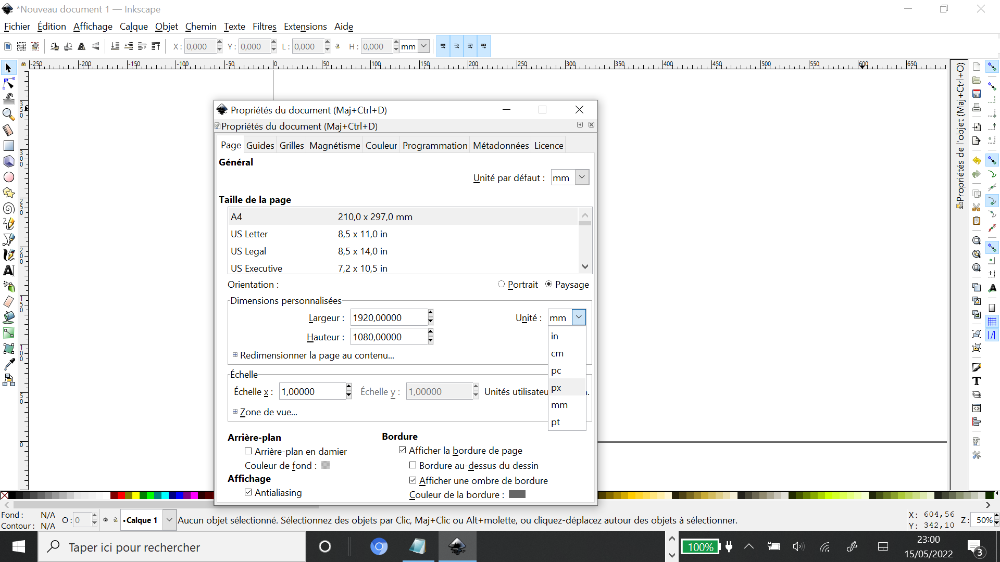 *Nouveau document 1 — Inkscape
Fichier Édition Affichage Calque Objet Chemin Texte Filtres Extensions Aide
X : 0,000 Y : 0,000 L : 0,000 H : 0,000 mm
-250 -200 -150 -100 -50 0 50 100 150 200 250 300 350 400 450 500 550 600 650
350
300
250
200
150
100
50
0
Propriétés de l'objet (Maj+Ctrl+O)
Propriétés du document (Maj+Ctrl+D)
Propriétés du document (Maj+Ctrl+D)
Page Guides Grilles Magnétisme Couleur Programmation Métadonnées Licence
Général
Unité par défaut : mm
Taille de la page
A4 210,0 x 297,0 mm
US Letter 8,5 x 11,0 in
US Legal 8,5 x 14,0 in
US Executive 7,2 x 10,5 in
Orientation : Portrait Paysage
Dimensions personnalisées
Largeur : 1920,00000 Unité : mm
Hauteur : 1080,00000
in
cm
pc
px
mm
pt
Redimensionner la page au contenu...
Échelle
Échelle x : 1,00000 Échelle y : 1,00000 Unités utilisateu
Zone de vue...
Arrière-plan
Arrière-plan en damier
Couleur de fond :
Affichage
Antialiasing
Bordure
Afficher la bordure de page
Bordure au-dessus du dessin
Afficher une ombre de bordure
Couleur de la bordure :
Fond : N/A
Contour : N/A
O : 0
•Calque 1
Aucun objet sélectionné. Sélectionnez des objets par Clic, Maj+Clic ou Alt+molette, ou cliquez-déplacez autour des objets à sélectionner.
X: 604,56
Y: 342,10
Z: 50%
Taper ici pour rechercher
100%
23:00
15/05/2022
3